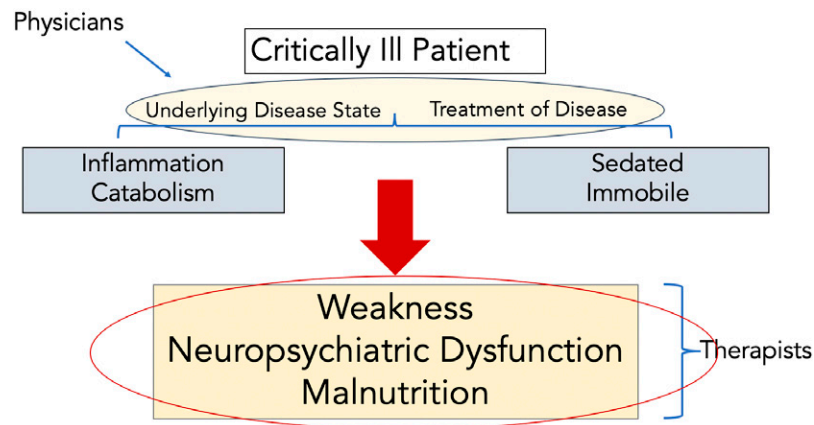 Physicians
Critically Ill Patient
Underlying Disease State
Treatment of Disease
Inflammation
Catabolism
Sedated
Immobile
Weakness
Neuropsychiatric Dysfunction
Malnutrition
Therapists